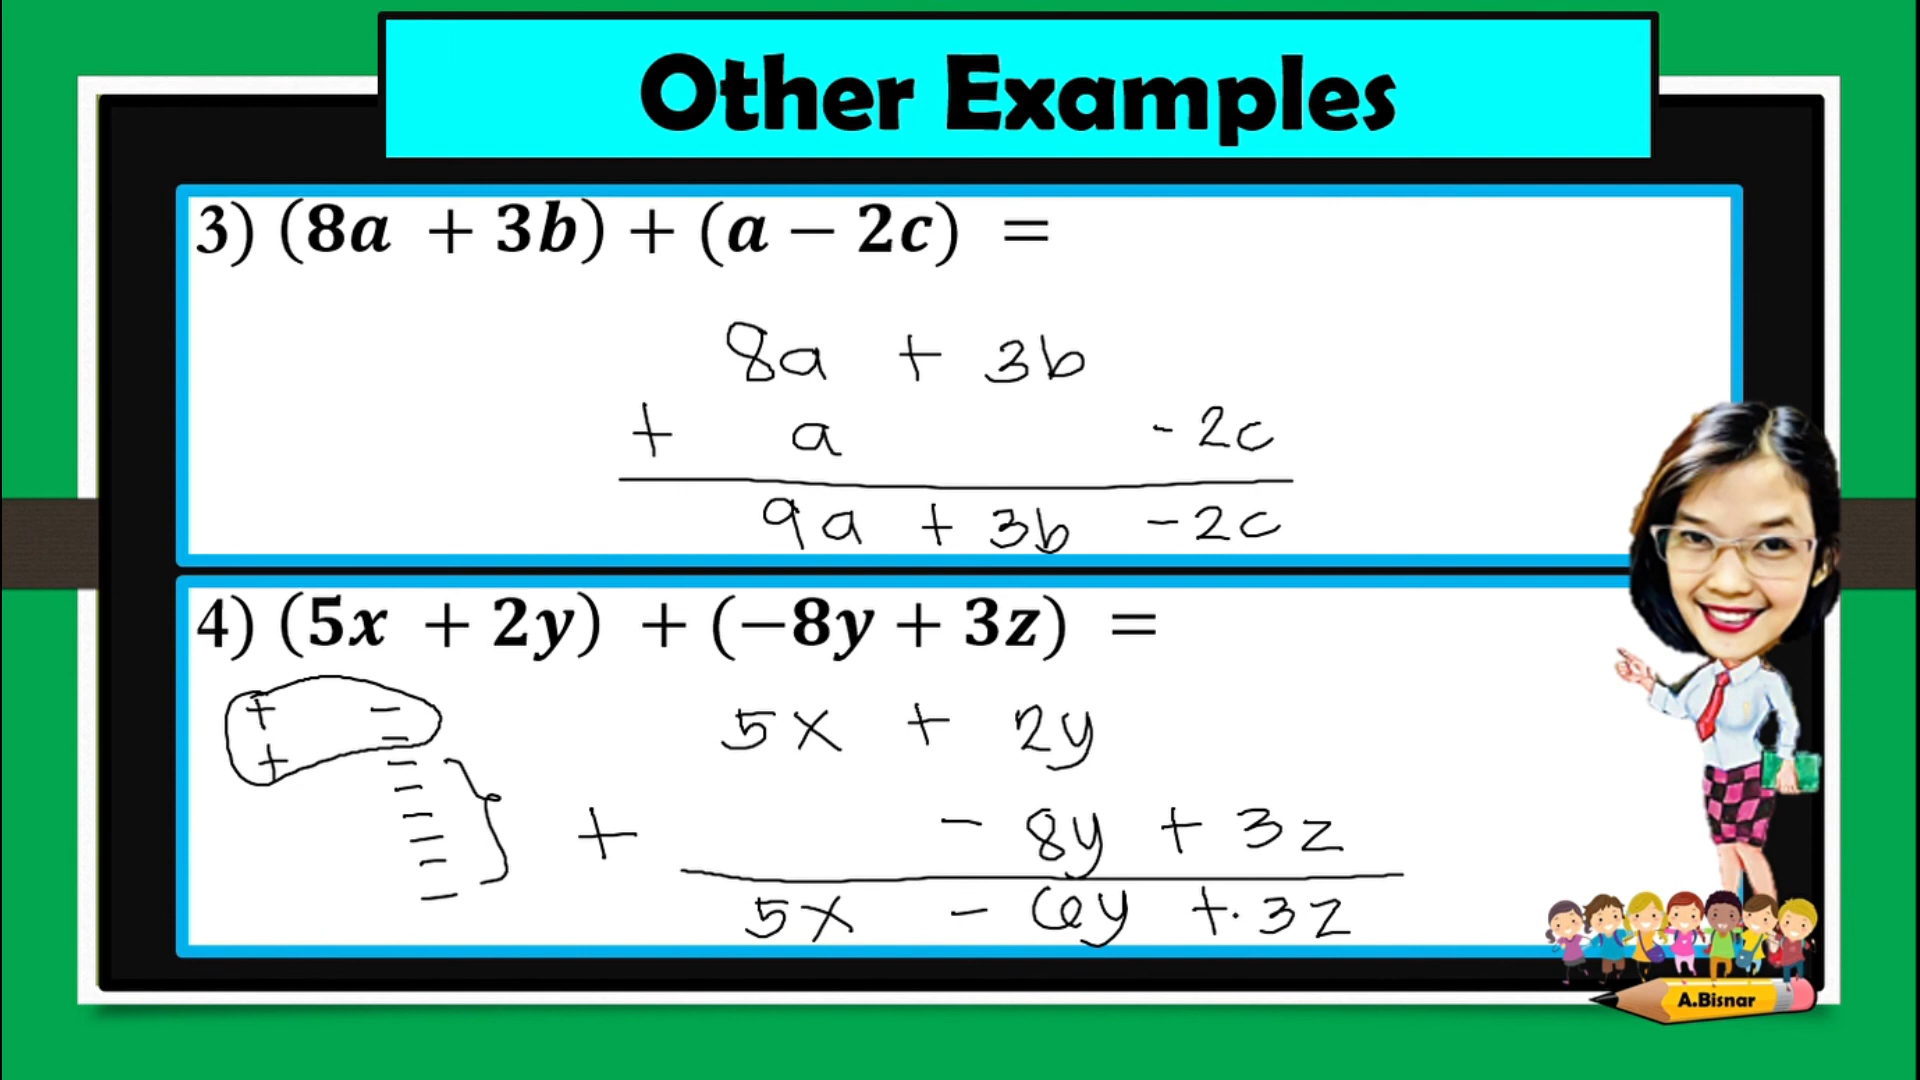 Other Examples
3) (8a + 3b) + (a − 2c) =
8a + 3b
+ a - 2c
9a + 3b - 2c
4) (5x + 2y) + (−8y + 3z) =
+ −
−
+ −
−
−
−
−
−
5x + 2y
+ - 8y + 3z
5x - 6y + 3z
A.Bisnar